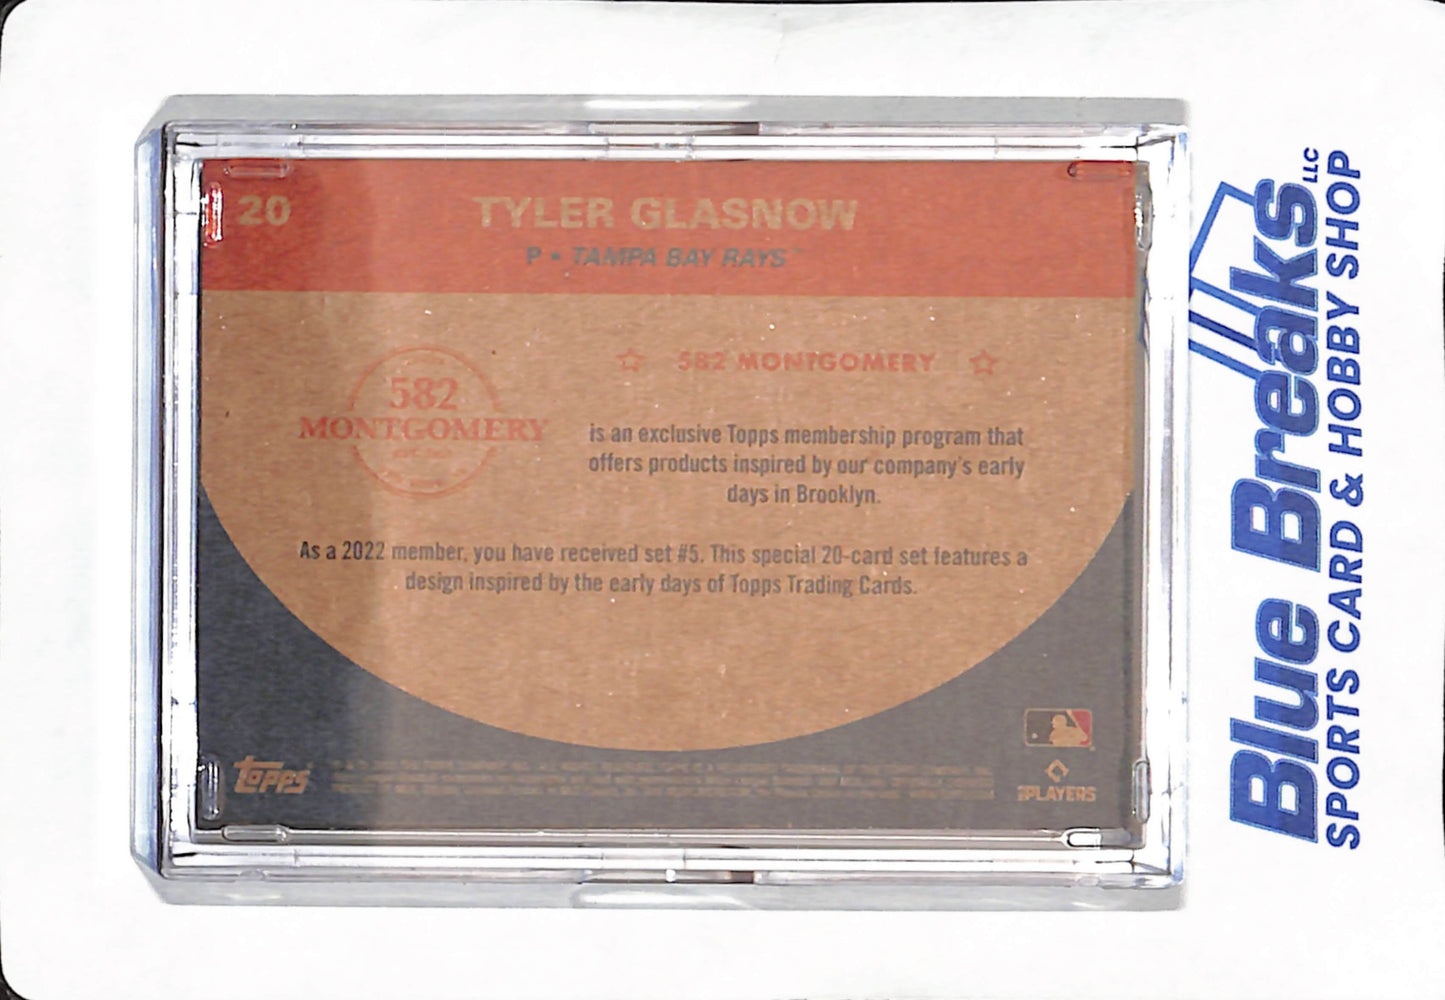 20
TYLER GLASNOW
P • TAMPA BAY RAYS™
☆ 582 MONTGOMERY ☆
582
MONTGOMERY
is an exclusive Topps membership program that
offers products inspired by our company's early
days in Brooklyn.
As a 2022 member, you have received set #5. This special 20-card set features a
design inspired by the early days of Topps Trading Cards.
TOPPS
PLAYERS
Blue Breaks LLC
SPORTS CARD & HOBBY SHOP